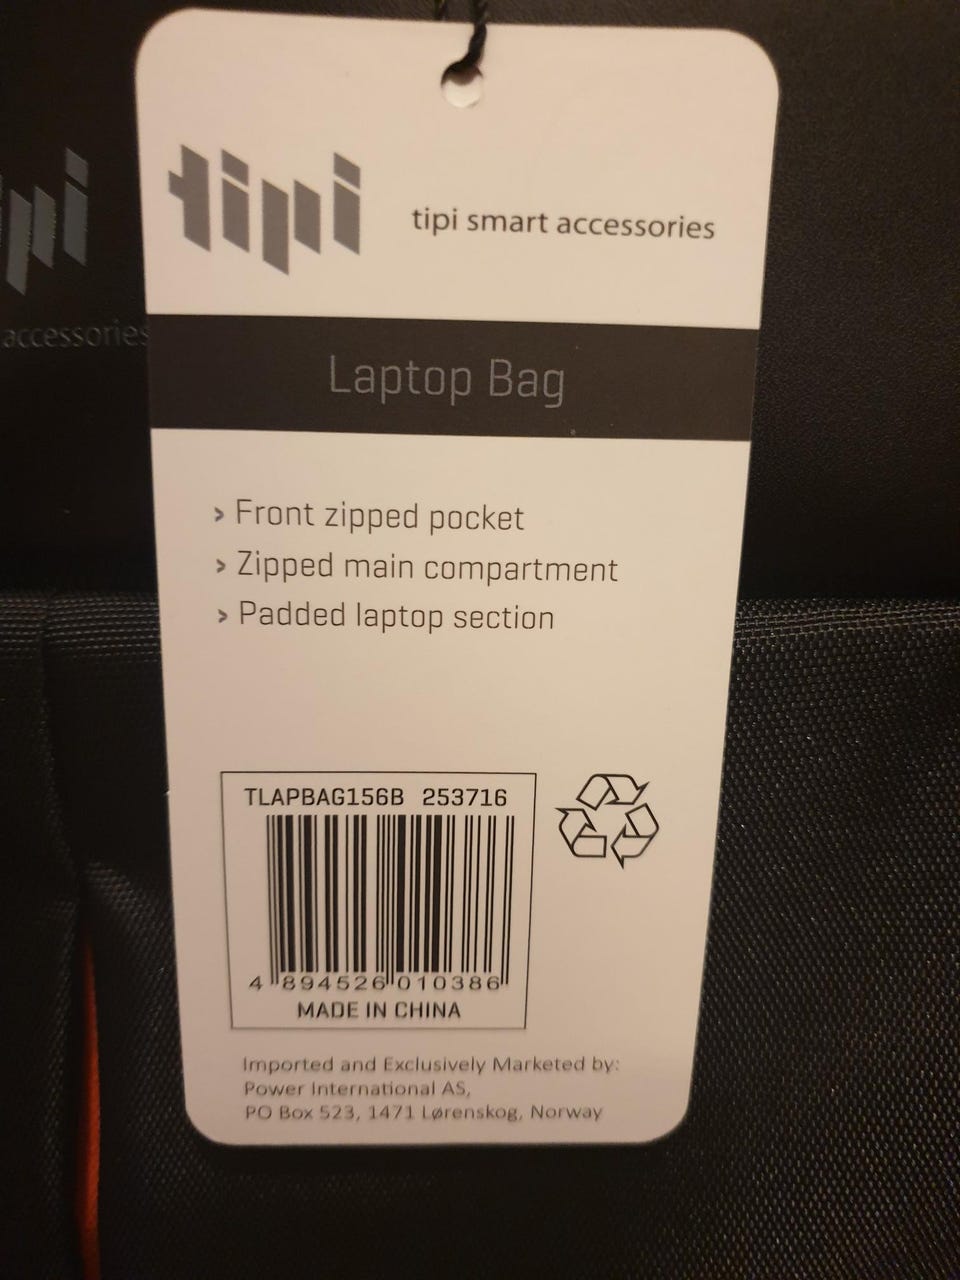 tipi
tipi smart accessories
accessories
Laptop Bag
› Front zipped pocket
› Zipped main compartment
› Padded laptop section
TLAPBAG156B 253716
4 894526 010386
MADE IN CHINA
Imported and Exclusively Marketed by:
Power International AS,
PO Box 523, 1471 Lørenskog, Norway